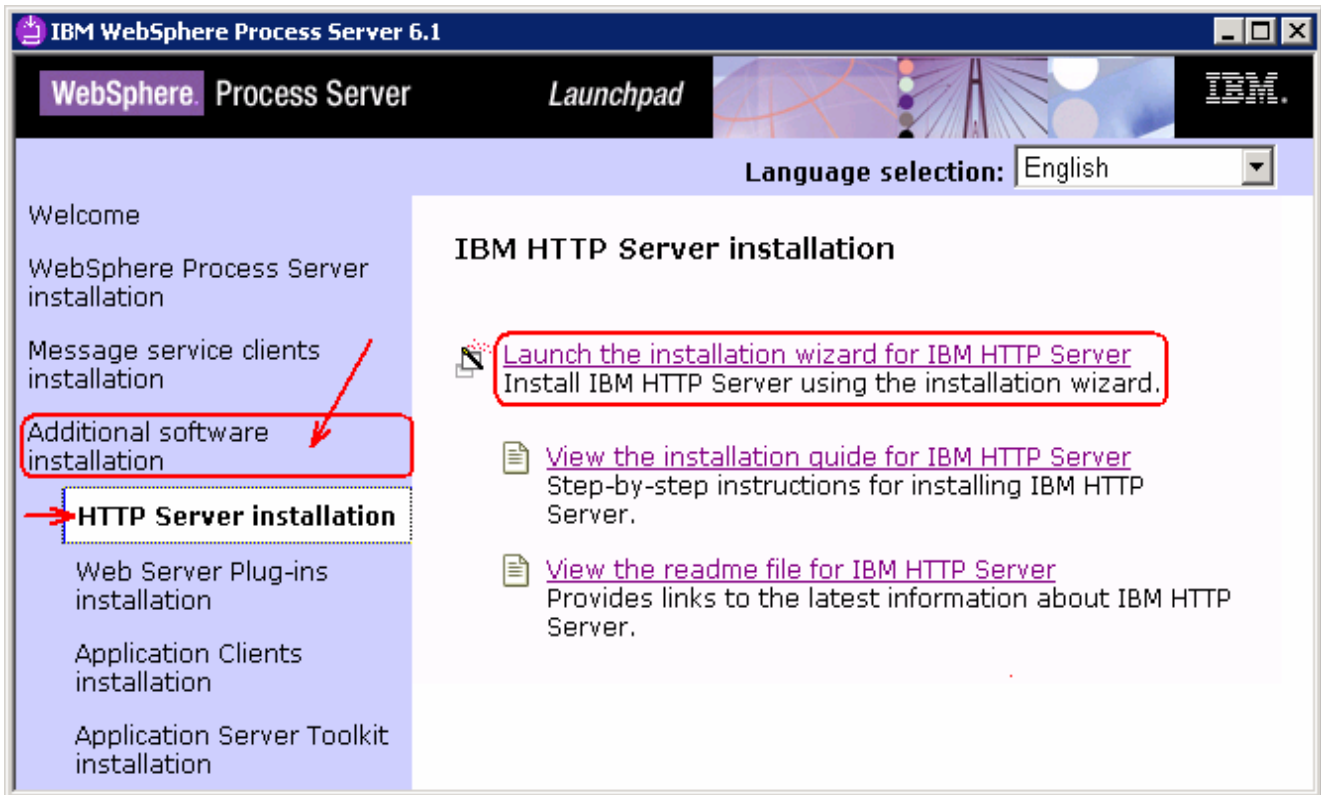 IBM WebSphere Process Server 6.1
WebSphere. Process Server
Launchpad
IBM.
Language selection: English
Welcome
WebSphere Process Server
installation
Message service clients
installation
Additional software
installation
HTTP Server installation
Web Server Plug-ins
installation
Application Clients
installation
Application Server Toolkit
installation
IBM HTTP Server installation
Launch the installation wizard for IBM HTTP Server
Install IBM HTTP Server using the installation wizard.
View the installation guide for IBM HTTP Server
Step-by-step instructions for installing IBM HTTP
Server.
View the readme file for IBM HTTP Server
Provides links to the latest information about IBM HTTP
Server.